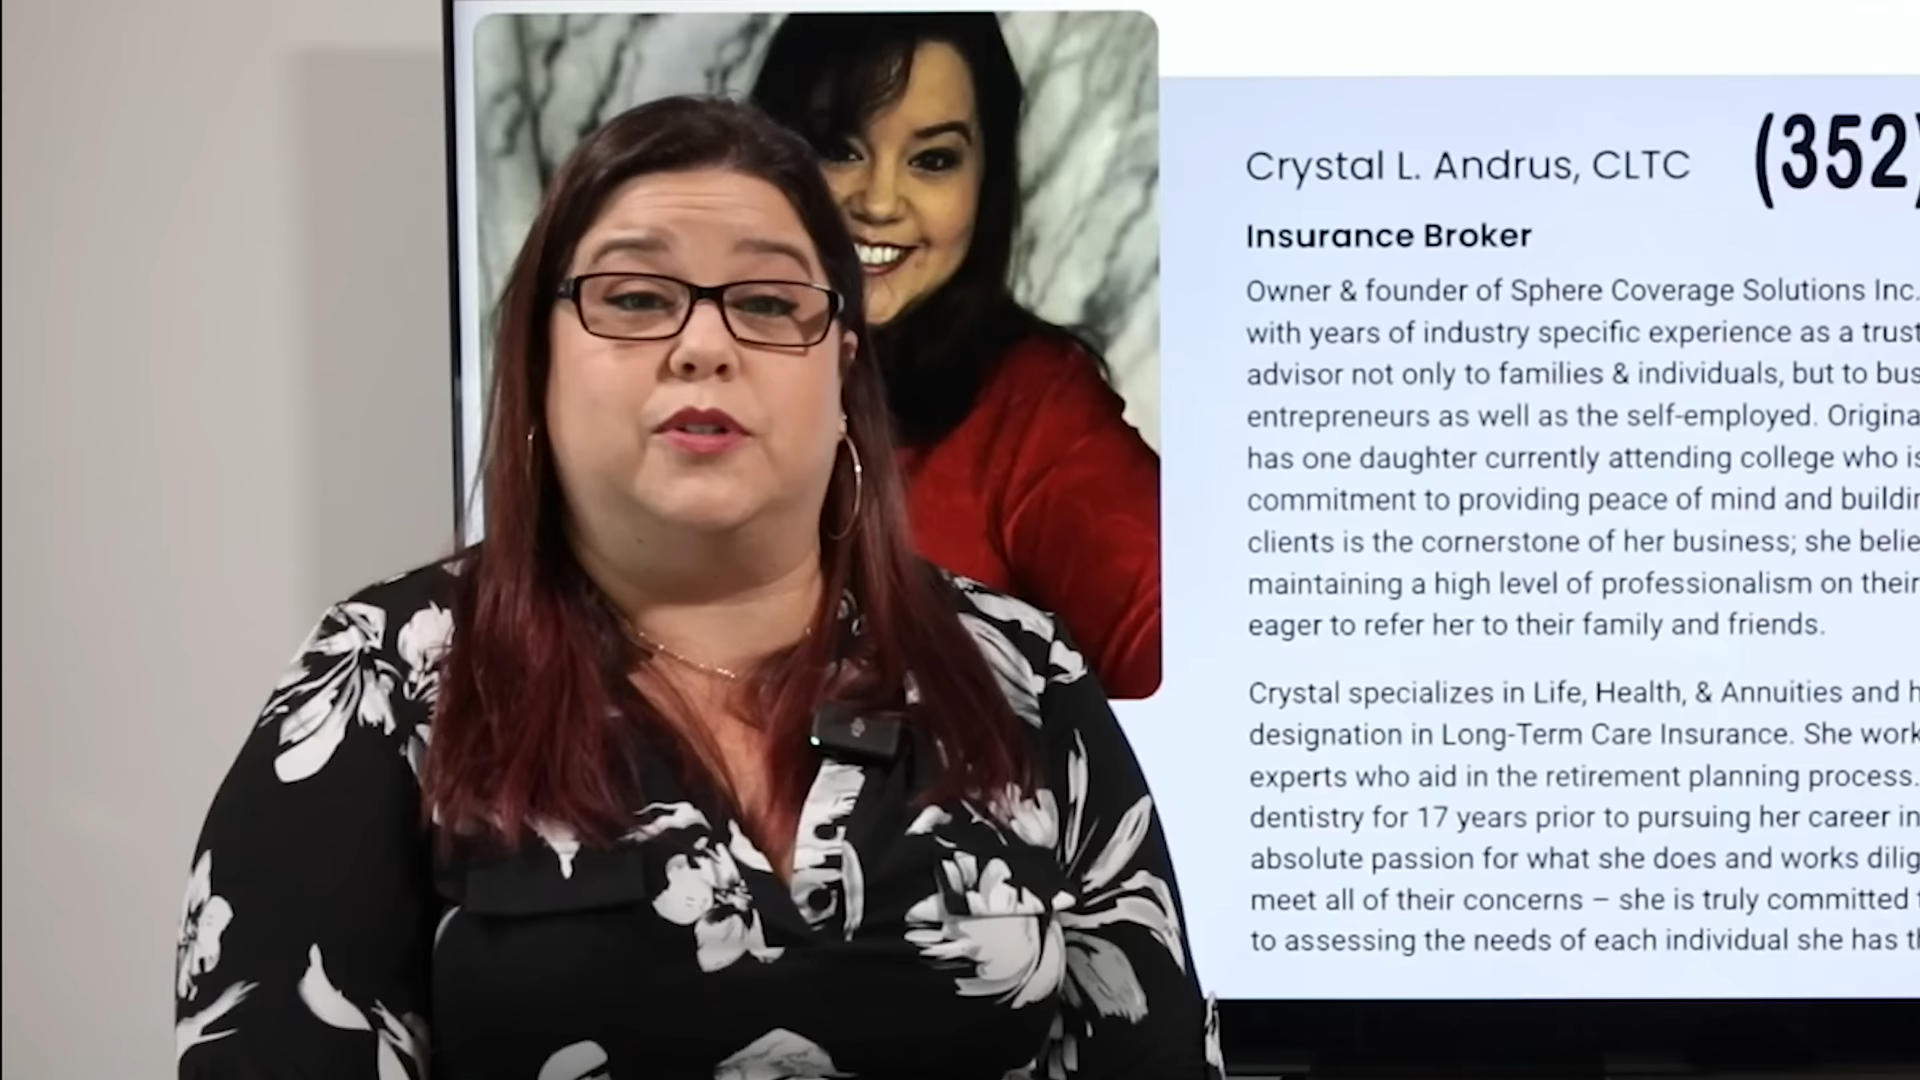 Crystal L. Andrus, CLTC (352)
Insurance Broker
Owner & founder of Sphere Coverage Solutions Inc.
with years of industry specific experience as a trust
advisor not only to families & individuals, but to bus
entrepreneurs as well as the self-employed. Origina
has one daughter currently attending college who is
commitment to providing peace of mind and buildin
clients is the cornerstone of her business; she belie
maintaining a high level of professionalism on their
eager to refer her to their family and friends.
Crystal specializes in Life, Health, & Annuities and h
designation in Long-Term Care Insurance. She work
experts who aid in the retirement planning process.
dentistry for 17 years prior to pursuing her career in
absolute passion for what she does and works dilig
meet all of their concerns – she is truly committed t
to assessing the needs of each individual she has th